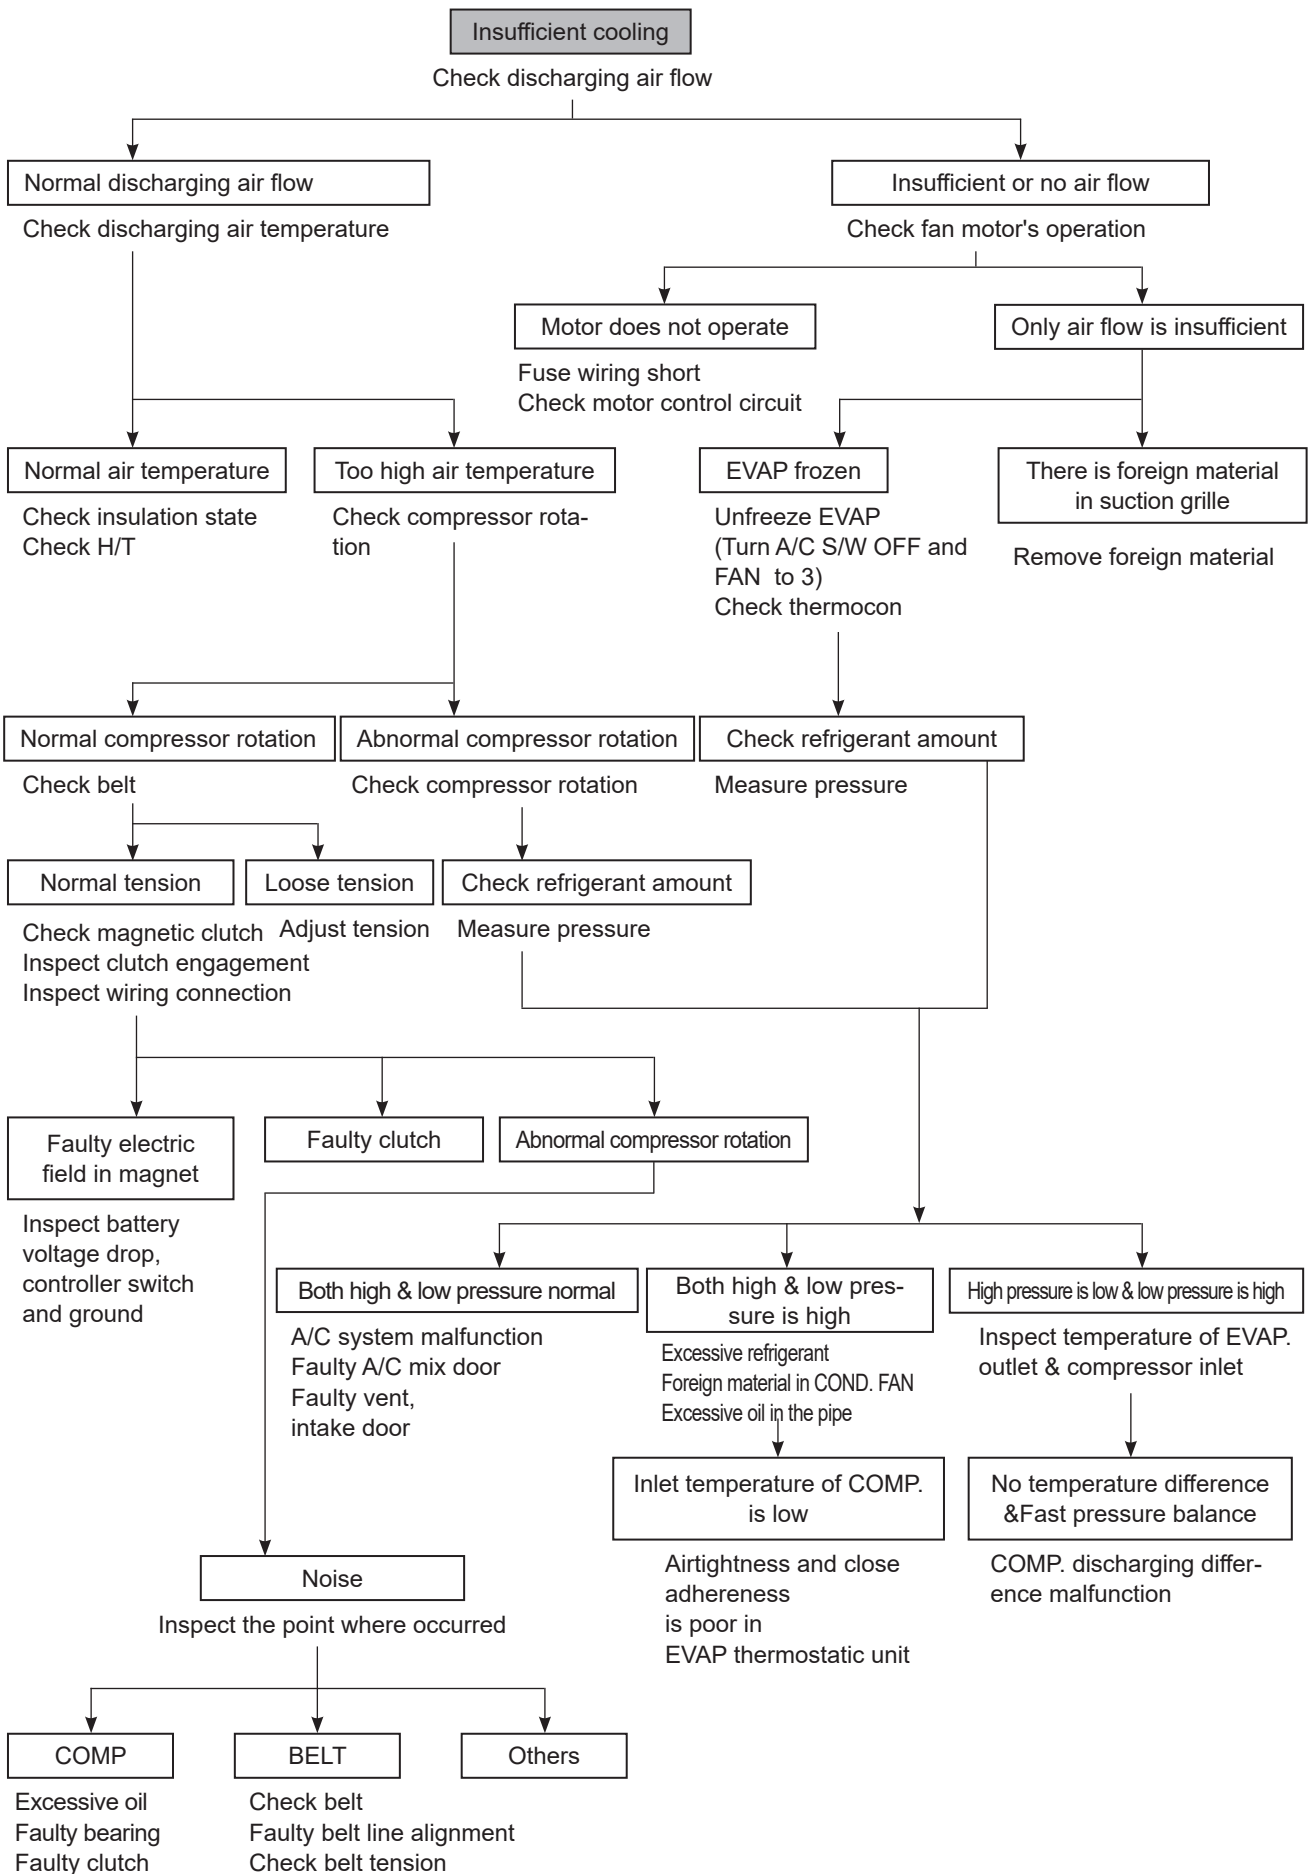 Insufficient cooling
Check discharging air flow
Normal discharging air flow
Insufficient or no air flow
Check discharging air temperature
Check fan motor's operation
Motor does not operate
Only air flow is insufficient
Fuse wiring short
Check motor control circuit
Normal air temperature
Too high air temperature
EVAP frozen
There is foreign material
in suction grille
Check insulation state
Check H/T
Check compressor rota-
tion
Unfreeze EVAP
(Turn A/C S/W OFF and
FAN to 3)
Check thermocon
Remove foreign material
Normal compressor rotation
Abnormal compressor rotation
Check refrigerant amount
Check belt
Check compressor rotation
Measure pressure
Normal tension
Loose tension
Check refrigerant amount
Check magnetic clutch
Inspect clutch engagement
Inspect wiring connection
Adjust tension
Measure pressure
Faulty electric
field in magnet
Faulty clutch
Abnormal compressor rotation
Inspect battery
voltage drop,
controller switch
and ground
Both high & low pressure normal
Both high & low pres-
sure is high
High pressure is low & low pressure is high
A/C system malfunction
Faulty A/C mix door
Faulty vent,
intake door
Excessive refrigerant
Foreign material in COND. FAN
Excessive oil in the pipe
Inspect temperature of EVAP.
outlet & compressor inlet
Inlet temperature of COMP.
is low
No temperature difference
&Fast pressure balance
Airtightness and close
adhereness
is poor in
EVAP thermostatic unit
COMP. discharging differ-
ence malfunction
Noise
Inspect the point where occurred
COMP
BELT
Others
Excessive oil
Faulty bearing
Faulty clutch
Check belt
Faulty belt line alignment
Check belt tension